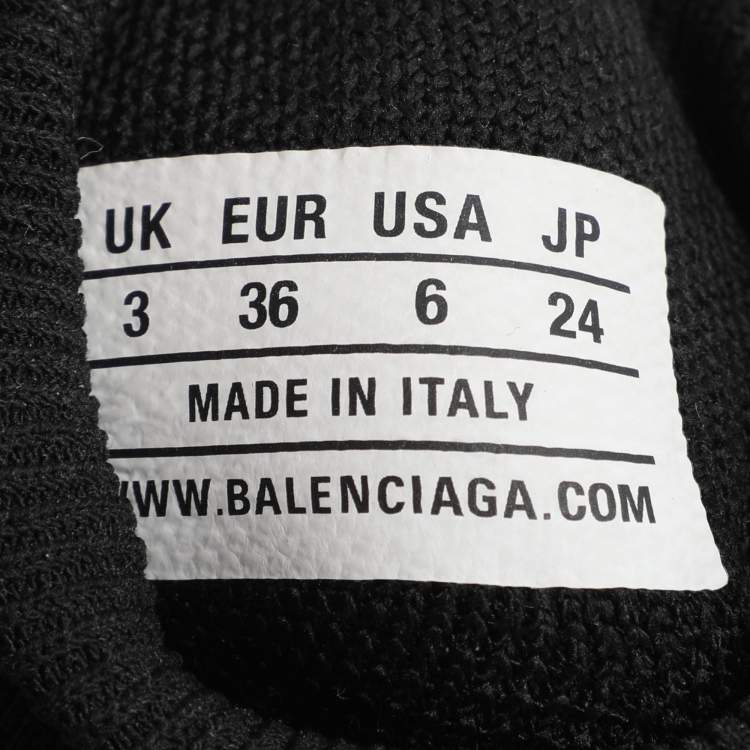 UK EUR USA JP
3 36 6 24
MADE IN ITALY
WWW.BALENCIAGA.COM